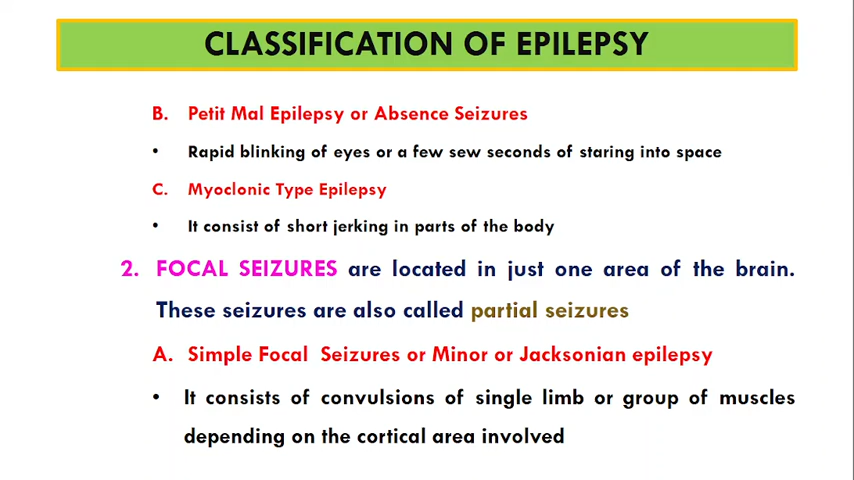 CLASSIFICATION OF EPILEPSY
B. Petit Mal Epilepsy or Absence Seizures
• Rapid blinking of eyes or a few sew seconds of staring into space
C. Myoclonic Type Epilepsy
• It consist of short jerking in parts of the body
2. FOCAL SEIZURES are located in just one area of the brain.
These seizures are also called partial seizures
A. Simple Focal Seizures or Minor or Jacksonian epilepsy
• It consists of convulsions of single limb or group of muscles
depending on the cortical area involved